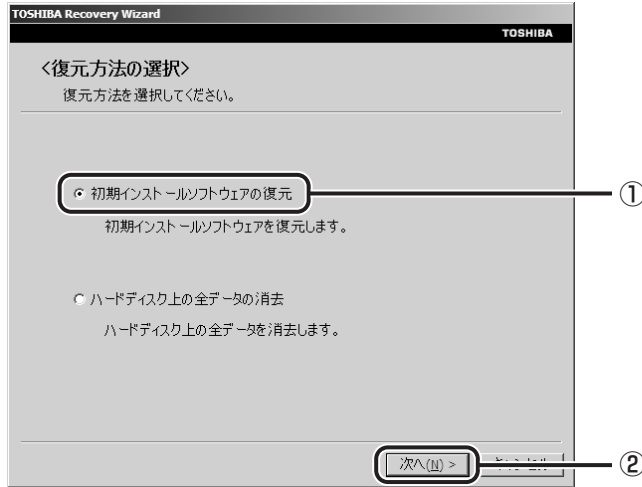 TOSHIBA Recovery Wizard
TOSHIBA
<復元方法の選択>
復元方法を選択してください。
初期インストールソフトウェアの復元
①
初期インストールソフトウェアを復元します。
ハードディスク上の全データの消去
ハードディスク上の全データを消去します。
次へ(N) >
②